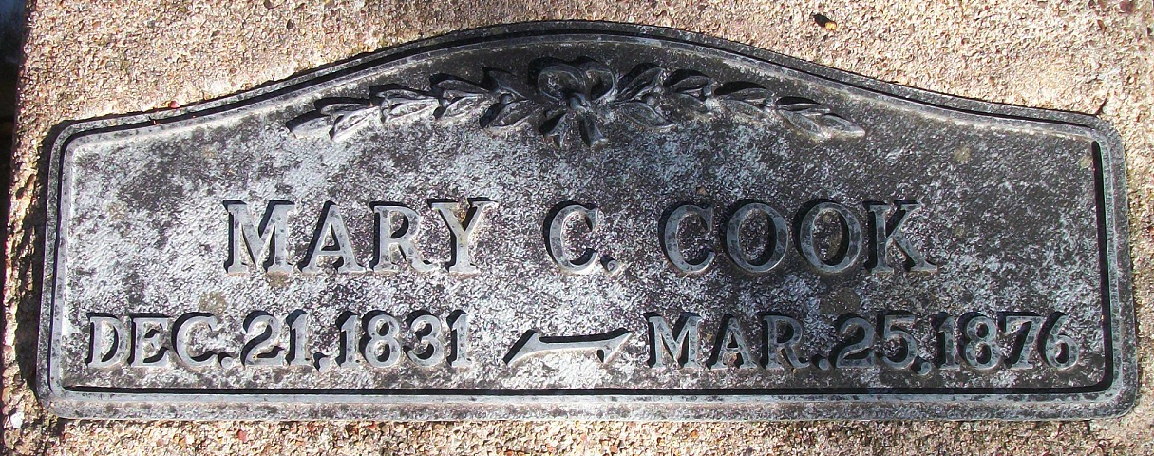 MARY C. COOK
DEC. 21, 1831 — MAR. 25, 1876